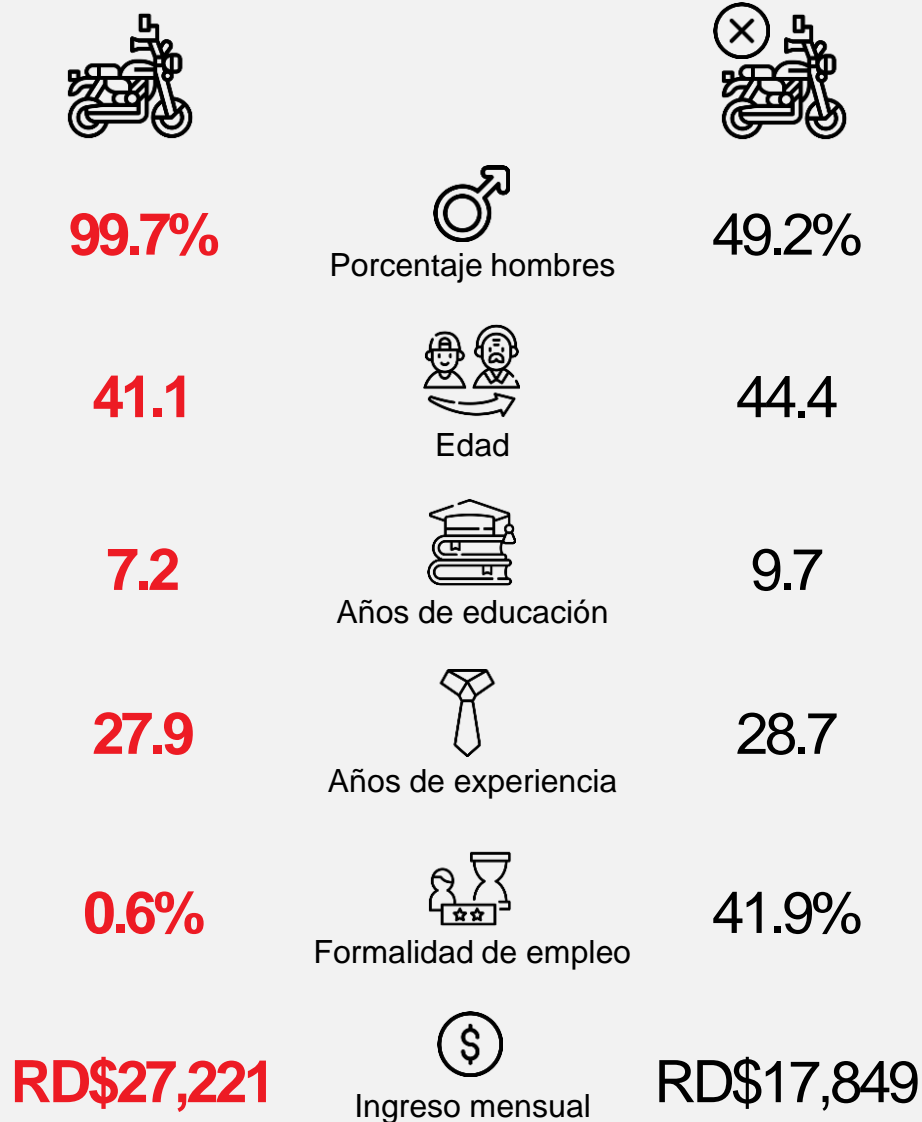 99.7%
Porcentaje hombres
49.2%
41.1
Edad
44.4
7.2
Años de educación
9.7
27.9
Años de experiencia
28.7
0.6%
Formalidad de empleo
41.9%
RD$27,221
Ingreso mensual
RD$17,849